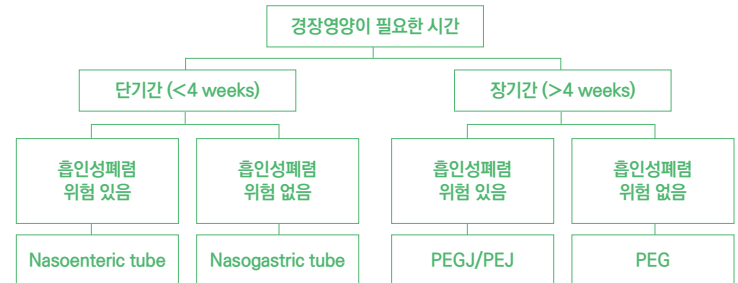 경장영양이 필요한 시간
단기간 (<4 weeks)
장기간 (>4 weeks)
흡인성폐렴
위험 있음
흡인성폐렴
위험 없음
흡인성폐렴
위험 있음
흡인성폐렴
위험 없음
Nasoenteric tube
Nasogastric tube
PEGJ/PEJ
PEG